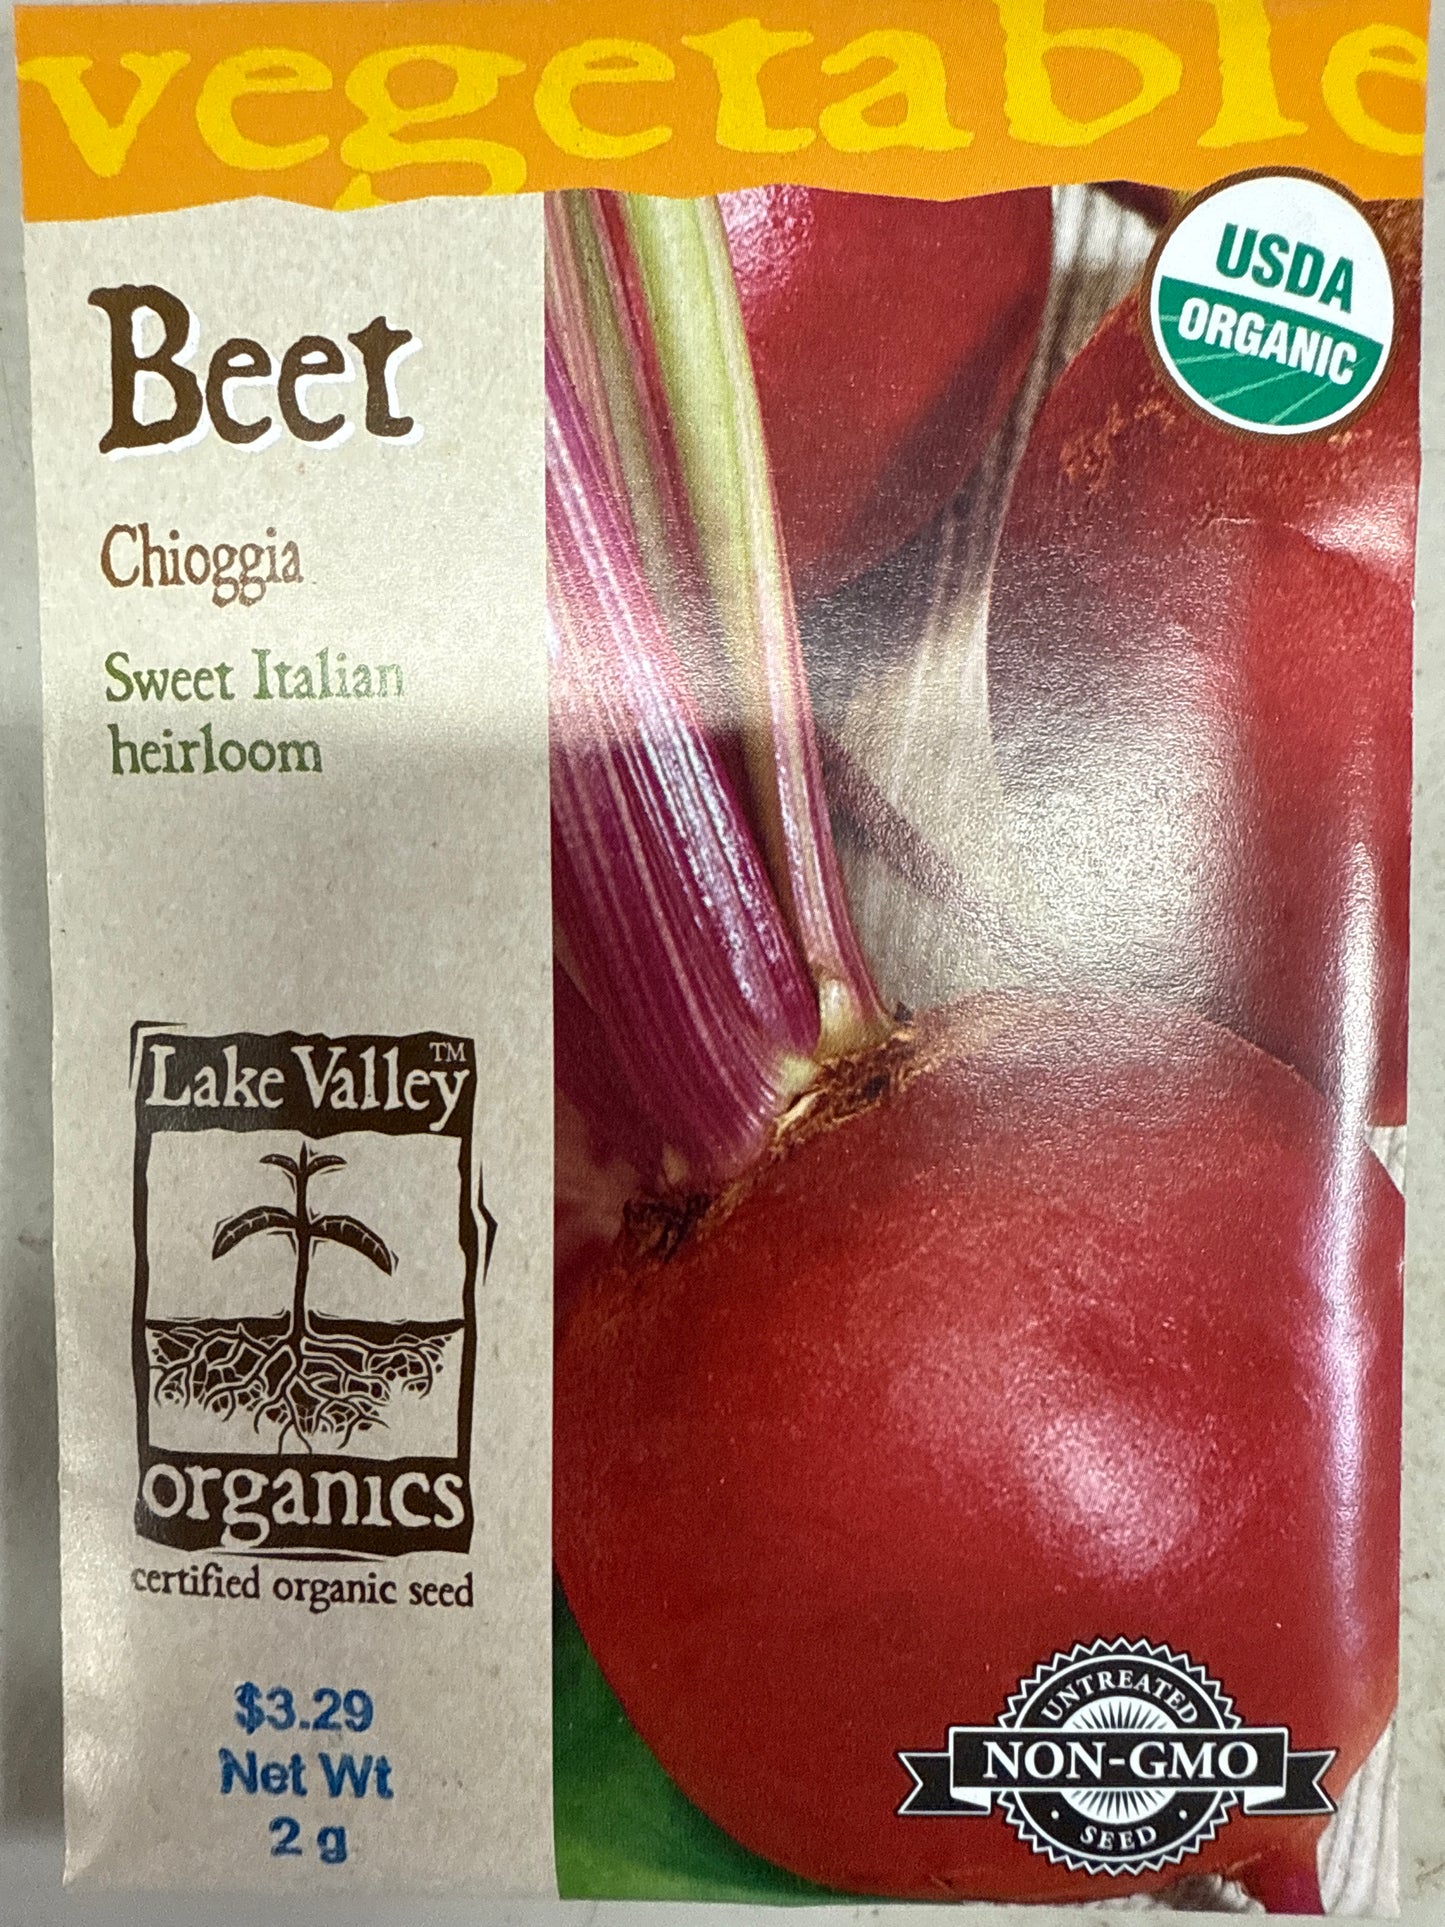 vegetable
USDA
ORGANIC
Beet
Chioggia
Sweet Italian
heirloom
Lake Valley™
organics
certified organic seed
$3.29
Net Wt
2 g
UNTREATED
NON-GMO
· SEED ·